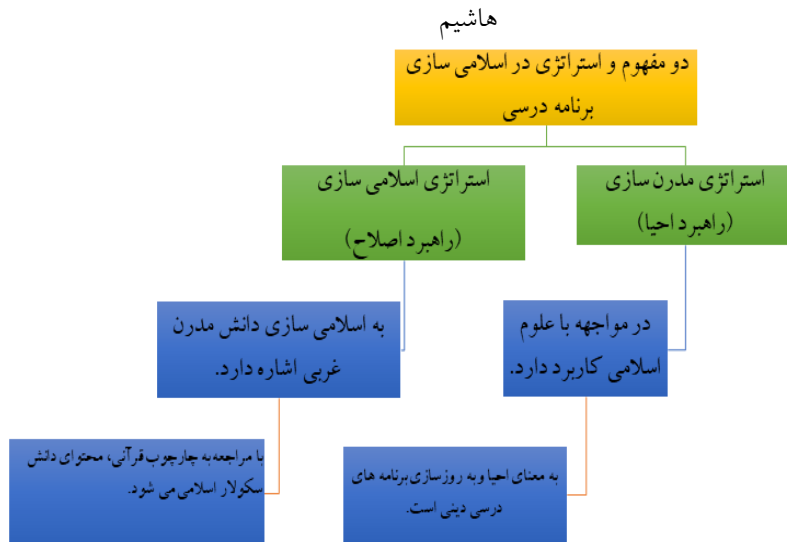 هاشیم
دو مفهوم و استراتژی در اسلامی سازی
برنامه درسی
استراتژی مدرن سازی
(راهبرد احیا)
استراتژی اسلامی سازی
(راهبرد اصلاح)
در مواجهه با علوم
اسلامی کاربرد دارد.
به اسلامی سازی دانش مدرن
غربی اشاره دارد.
به معنای احیا وبه روزسازی برنامه های
درسی دینی است.
با مراجعه به چارچوب قرآنی، محتوای دانش
سکولار اسلامی می شود.